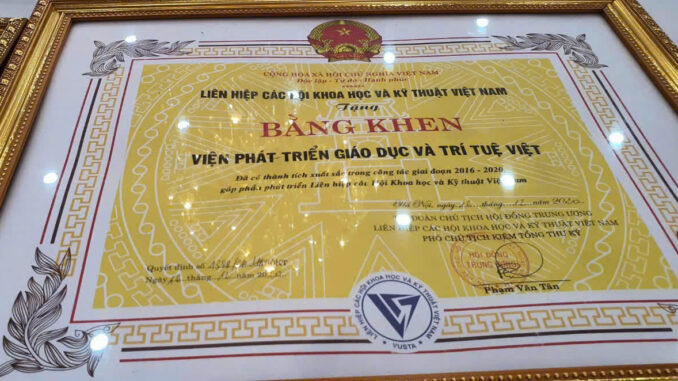 CỘNG HÒA XÃ HỘI CHỦ NGHĨA VIỆT NAM
Độc lập - Tự do - Hạnh phúc
LIÊN HIỆP CÁC HỘI KHOA HỌC VÀ KỸ THUẬT VIỆT NAM
Tặng
BẰNG KHEN
VIỆN PHÁT TRIỂN GIÁO DỤC VÀ TRÍ TUỆ VIỆT
Đã có thành tích xuất sắc trong công tác giai đoạn 2016 - 2020
góp phần phát triển Liên hiệp các Hội Khoa học và Kỹ thuật Việt Nam
Hà Nội, ngày tháng 12 năm 2020
ĐOÀN CHỦ TỊCH HỘI ĐỒNG TRUNG ƯƠNG
LIÊN HIỆP CÁC HỘI KHOA HỌC VÀ KỸ THUẬT VIỆT NAM
PHÓ CHỦ TỊCH KIÊM TỔNG THƯ KÝ
HỘI ĐỒNG
TRUNG ƯƠNG
Quyết định số
Ngày tháng năm
Phạm Văn Tân
LIÊN HIỆP CÁC HỘI KHOA HỌC VÀ KỸ THUẬT VIỆT NAM
VUSTA